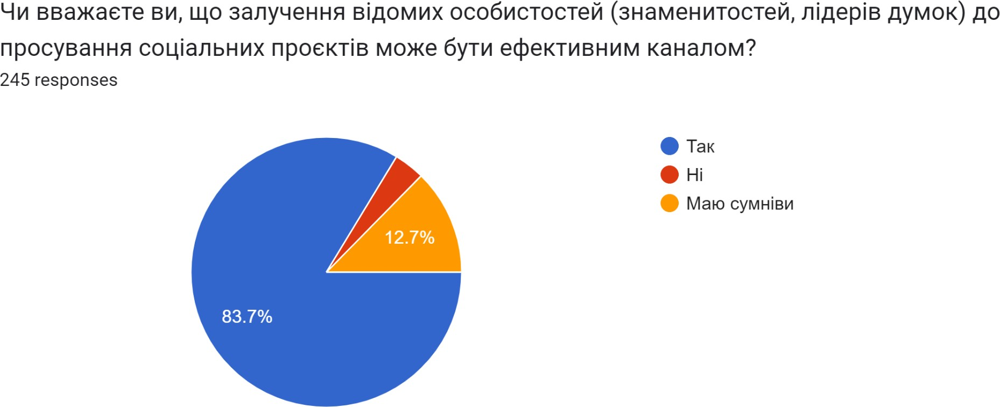 Чи вважаєте ви, що залучення відомих особистостей (знаменитостей, лідерів думок) до
просування соціальних проєктів може бути ефективним каналом?
245 responses
Так
Ні
Маю сумніви
12.7%
83.7%